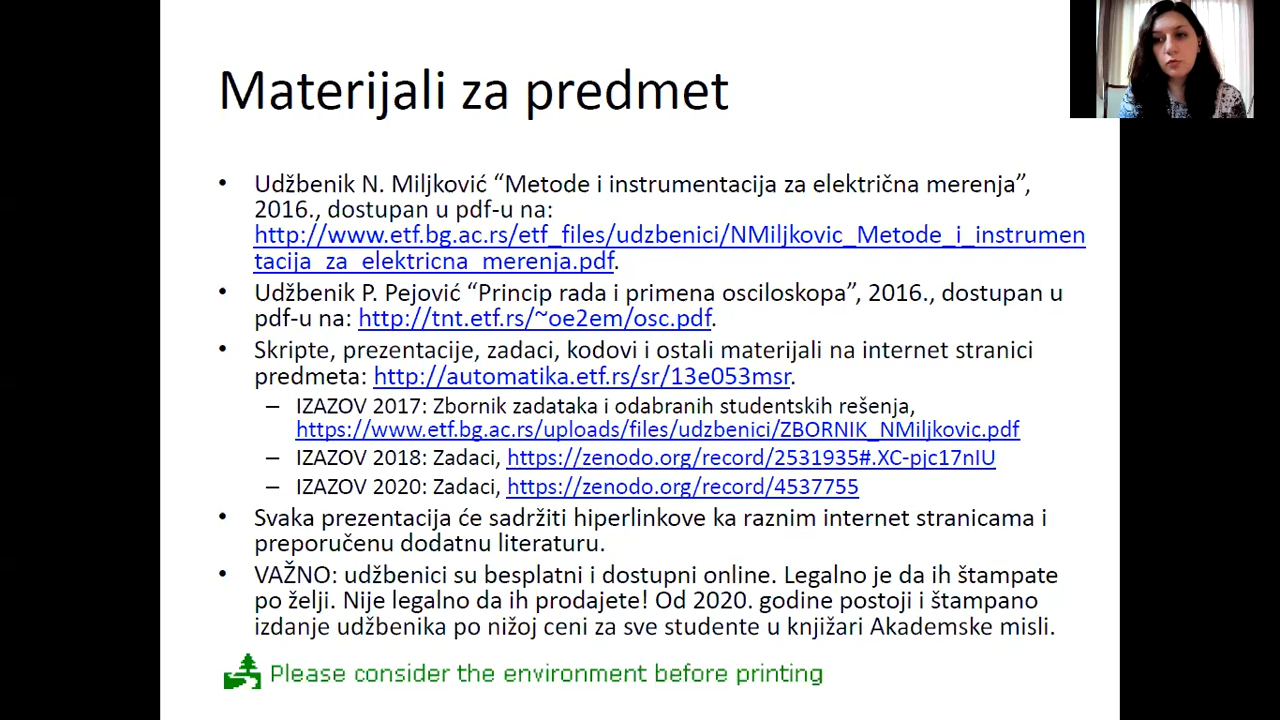 Materijali za predmet
• Udžbenik N. Miljković “Metode i instrumentacija za električna merenja”,
2016., dostupan u pdf-u na:
http://www.etf.bg.ac.rs/etf_files/udzbenici/NMiljkovic_Metode_i_instrumen
tacija_za_elektricna_merenja.pdf.
• Udžbenik P. Pejović “Princip rada i primena osciloskopa”, 2016., dostupan u
pdf-u na: http://tnt.etf.rs/~oe2em/osc.pdf.
• Skripte, prezentacije, zadaci, kodovi i ostali materijali na internet stranici
predmeta: http://automatika.etf.rs/sr/13e053msr.
– IZAZOV 2017: Zbornik zadataka i odabranih studentskih rešenja,
https://www.etf.bg.ac.rs/uploads/files/udzbenici/ZBORNIK_NMiljkovic.pdf
– IZAZOV 2018: Zadaci, https://zenodo.org/record/2531935#.XC-pjc17nIU
– IZAZOV 2020: Zadaci, https://zenodo.org/record/4537755
• Svaka prezentacija će sadržiti hiperlinkove ka raznim internet stranicama i
preporučenu dodatnu literaturu.
• VAŽNO: udžbenici su besplatni i dostupni online. Legalno je da ih štampate
po želji. Nije legalno da ih prodajete! Od 2020. godine postoji i štampano
izdanje udžbenika po nižoj ceni za sve studente u knjižari Akademske misli.
Please consider the environment before printing